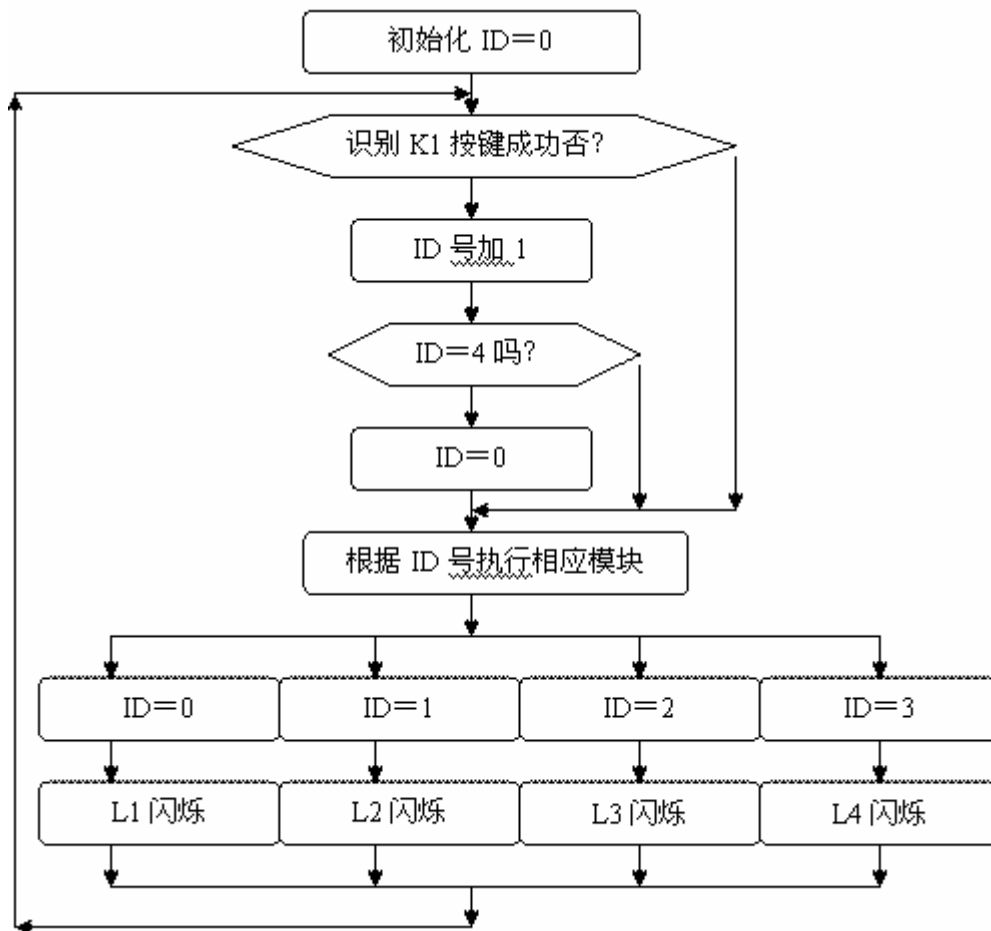 初始化 ID＝0
识别 K1 按键成功否？
ID 号加 1
ID＝4 吗？
ID＝0
根据 ID 号执行相应模块
ID＝0
ID＝1
ID＝2
ID＝3
L1 闪烁
L2 闪烁
L3 闪烁
L4 闪烁